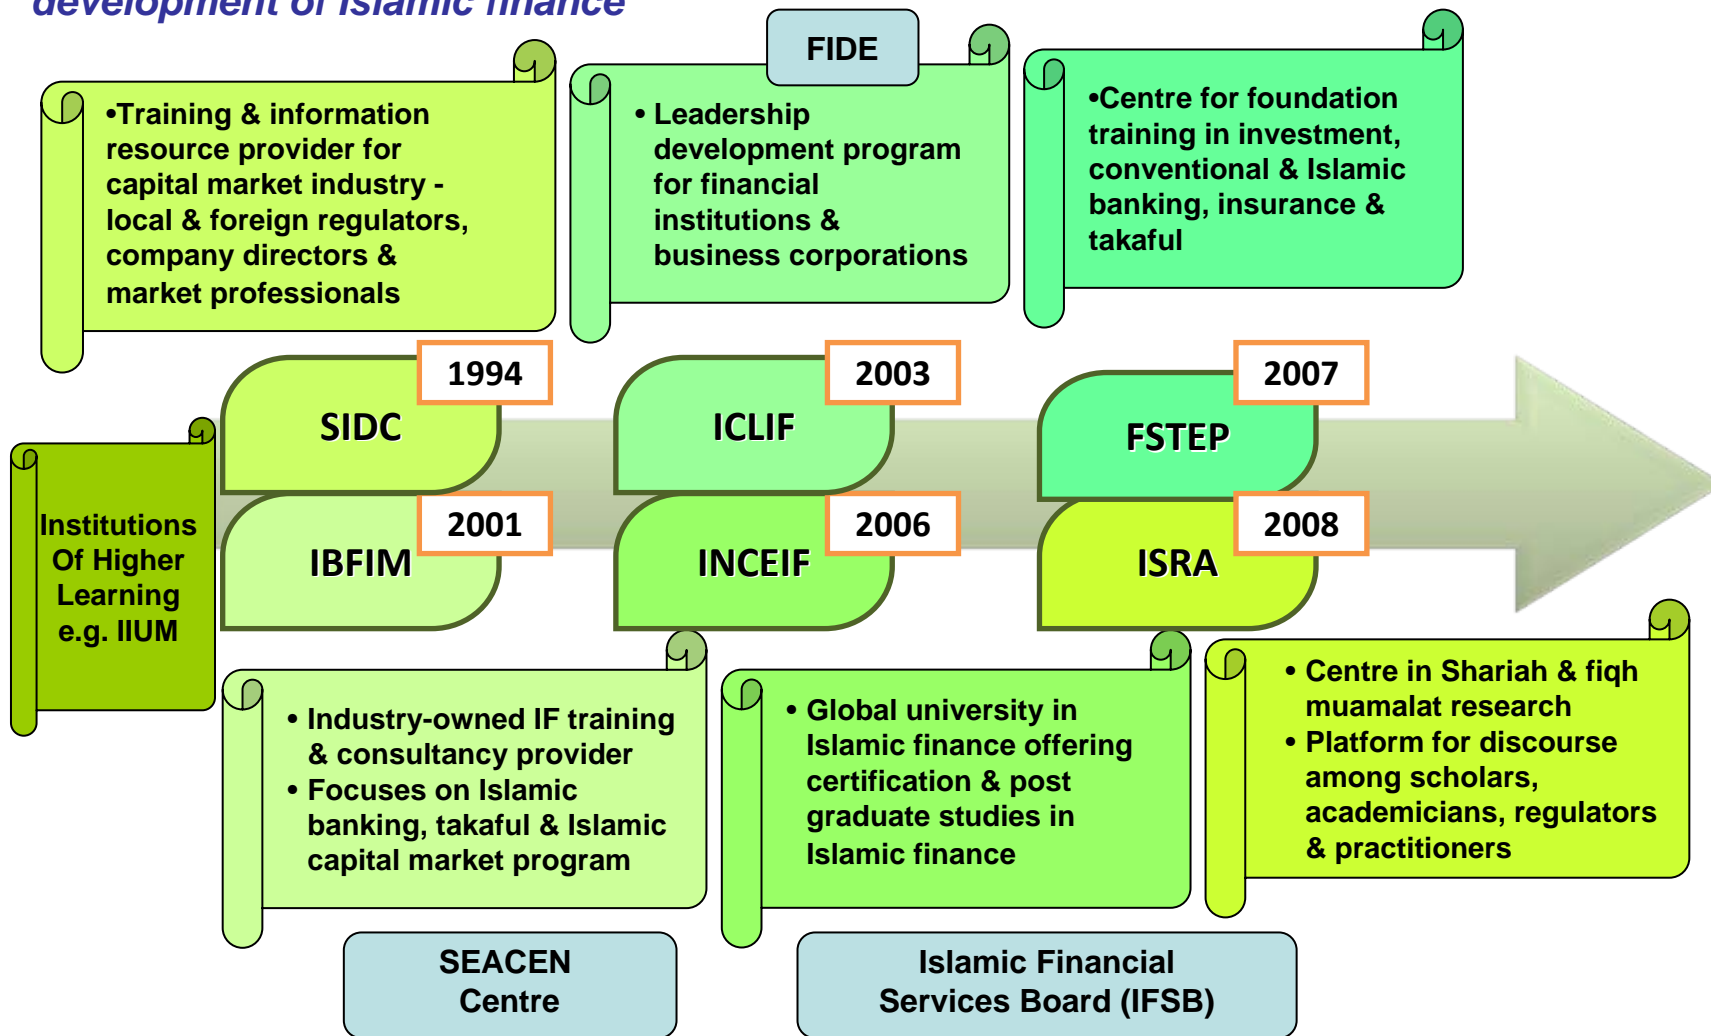 development of Islamic finance
FIDE
•Training & information
resource provider for
capital market industry -
local & foreign regulators,
company directors &
market professionals
• Leadership
development program
for financial
institutions &
business corporations
•Centre for foundation
training in investment,
conventional & Islamic
banking, insurance &
takaful
1994
SIDC
2003
ICLIF
2007
FSTEP
Institutions
Of Higher
Learning
e.g. IIUM
2001
IBFIM
2006
INCEIF
2008
ISRA
• Industry-owned IF training
& consultancy provider
• Focuses on Islamic
banking, takaful & Islamic
capital market program
• Global university in
Islamic finance offering
certification & post
graduate studies in
Islamic finance
• Centre in Shariah & fiqh
muamalat research
• Platform for discourse
among scholars,
academicians, regulators
& practitioners
SEACEN
Centre
Islamic Financial
Services Board (IFSB)